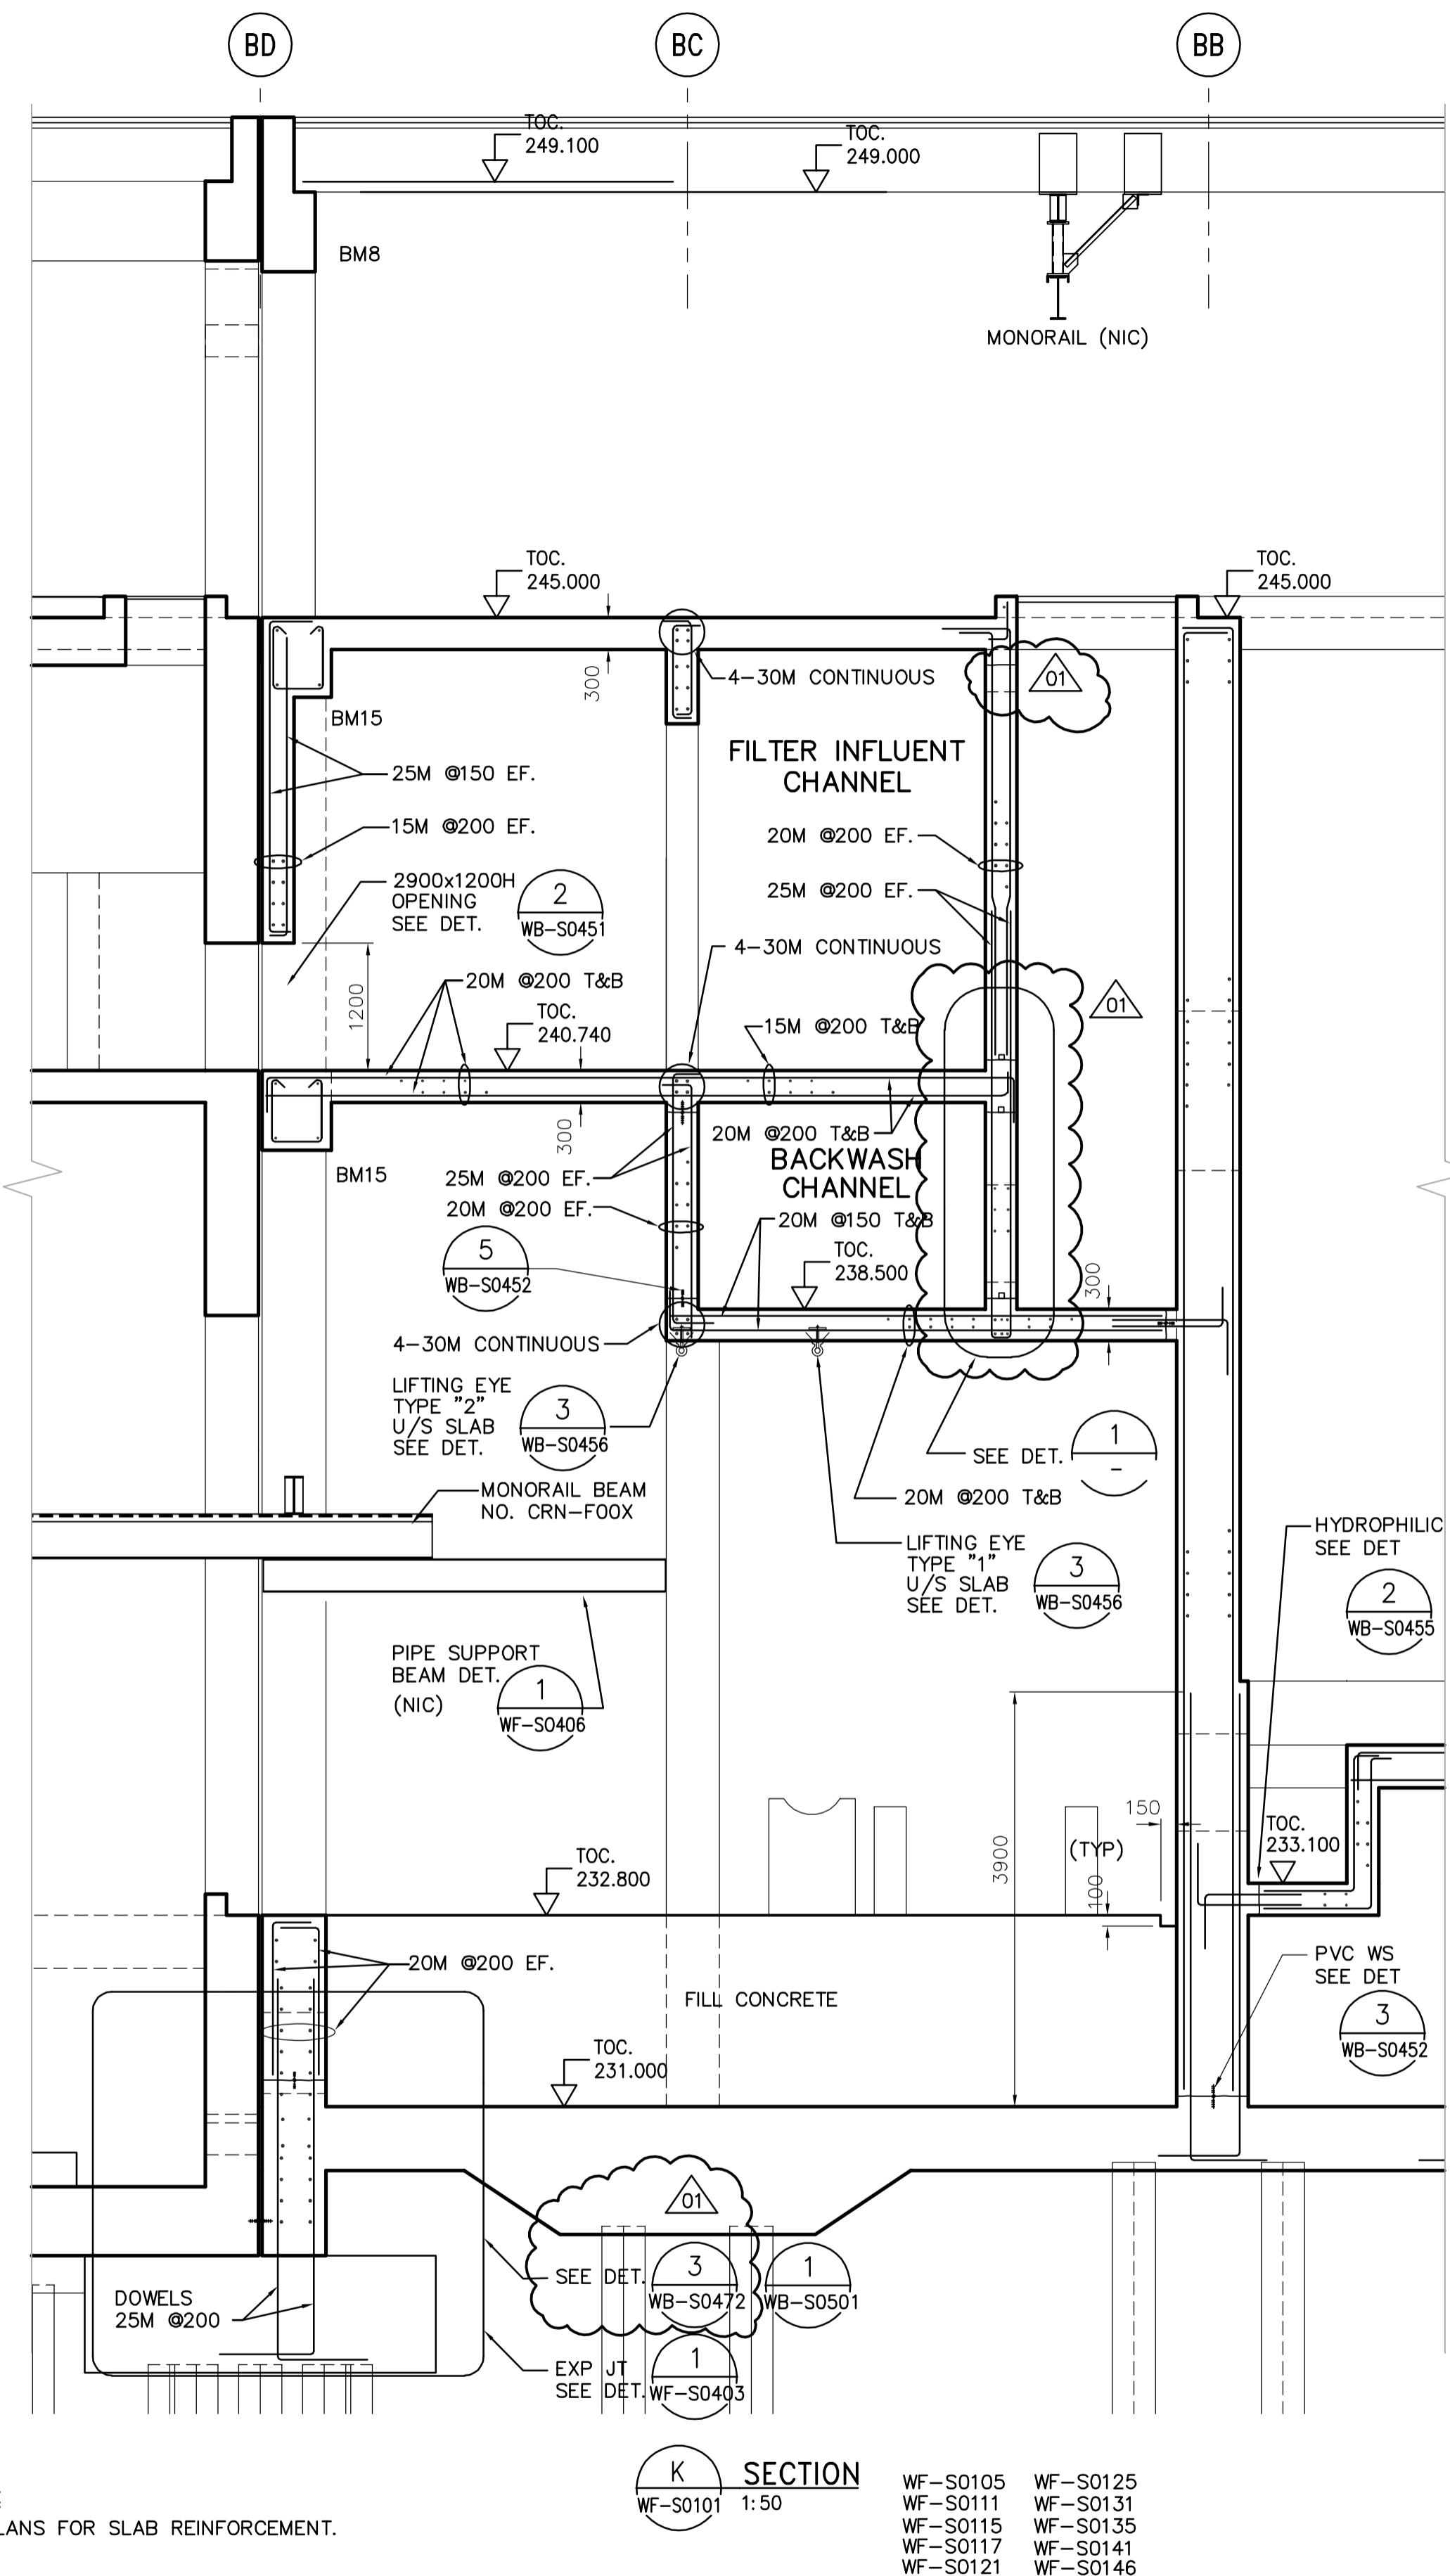 BD
BC
BB
TOC.
249.100
TOC.
249.000
BM8
MONORAIL (NIC)
TOC.
245.000
TOC.
245.000
300
4-30M CONTINUOUS
01
BM15
FILTER INFLUENT
CHANNEL
25M @150 EF.
15M @200 EF.
20M @200 EF.
2900x1200H
OPENING
SEE DET.
2
WB-S0451
25M @200 EF.
4-30M CONTINUOUS
20M @200 T&B
1200
TOC.
240.740
15M @200 T&B
01
300
20M @200 T&B
BACKWASH
CHANNEL
BM15
25M @200 EF.
20M @200 EF.
20M @150 T&B
5
WB-S0452
TOC.
238.500
300
4-30M CONTINUOUS
LIFTING EYE
TYPE "2"
U/S SLAB
SEE DET.
3
WB-S0456
SEE DET.
1
-
MONORAIL BEAM
NO. CRN-F00X
20M @200 T&B
LIFTING EYE
TYPE "1"
U/S SLAB
SEE DET.
3
WB-S0456
HYDROPHILIC
SEE DET
2
WB-S0455
PIPE SUPPORT
BEAM DET.
(NIC)
1
WF-S0406
3900
150
(TYP)
100
TOC.
233.100
TOC.
232.800
20M @200 EF.
FILL CONCRETE
PVC WS
SEE DET
3
WB-S0452
TOC.
231.000
01
SEE DET.
3
WB-S0472
1
WB-S0501
DOWELS
25M @200
EXP JT
SEE DET.
1
WF-S0403
K
WF-S0101
SECTION
1:50
WF-S0105 WF-S0125
WF-S0111 WF-S0131
WF-S0115 WF-S0135
WF-S0117 WF-S0141
WF-S0121 WF-S0146
LANS FOR SLAB REINFORCEMENT.